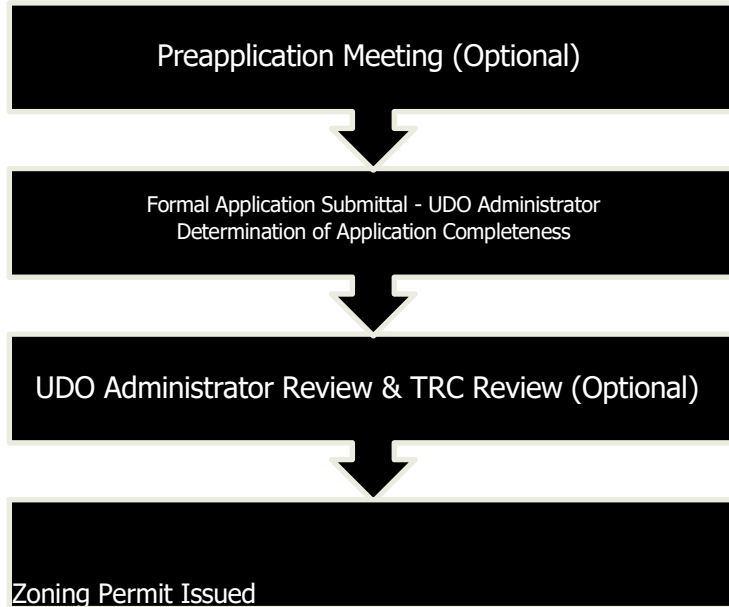 Preapplication Meeting (Optional)
Formal Application Submittal - UDO Administrator
Determination of Application Completeness
UDO Administrator Review & TRC Review (Optional)
Zoning Permit Issued